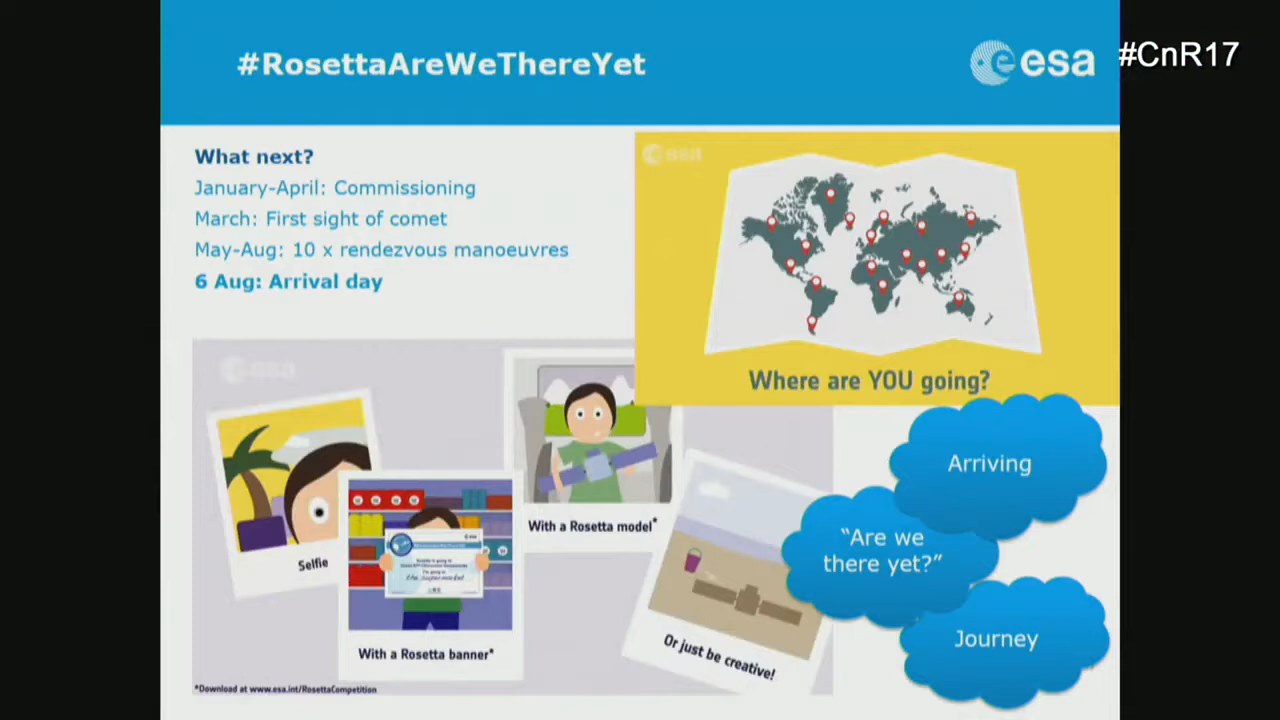 #RosettaAreWeThereYet
esa
#CnR17
What next?
January-April: Commissioning
March: First sight of comet
May-Aug: 10 x rendezvous manoeuvres
6 Aug: Arrival day
esa
Where are YOU going?
esa
Selfie
With a Rosetta banner*
With a Rosetta model*
Or just be creative!
Arriving
"Are we
there yet?"
Journey
*Download at www.esa.int/RosettaCompetition